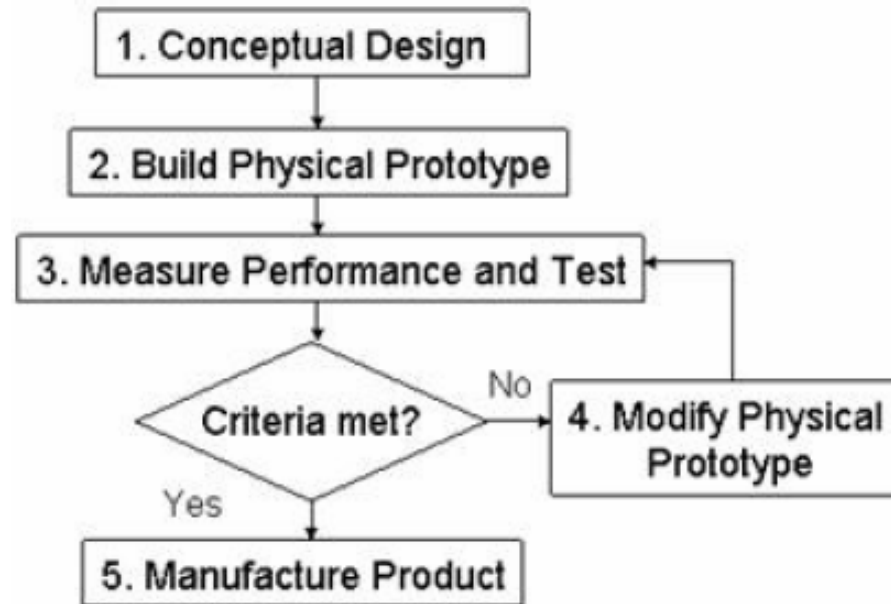 1. Conceptual Design
2. Build Physical Prototype
3. Measure Performance and Test
Criteria met?
No
4. Modify Physical
Prototype
Yes
5. Manufacture Product